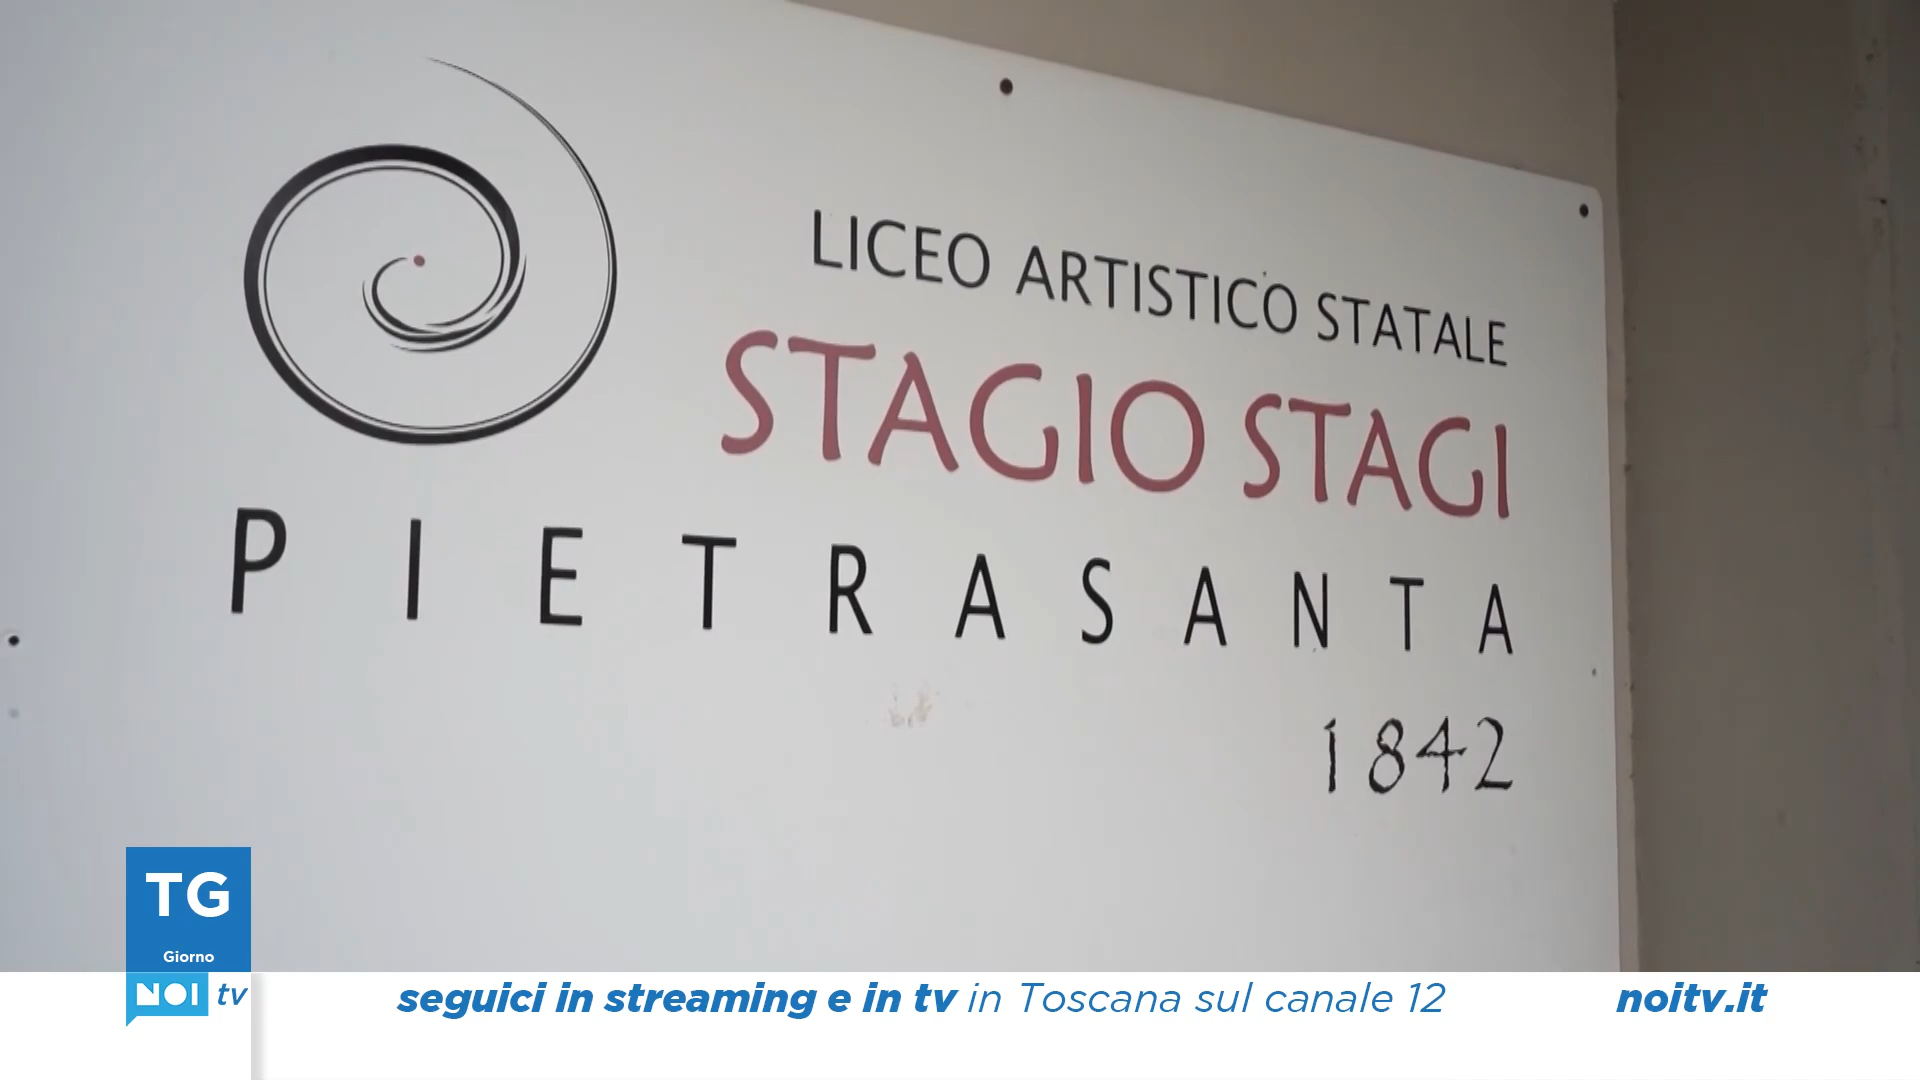 LICEO ARTISTICO STATALE
STAGIO STAGI
PIETRASANTA
1842
TG
Giorno
NOI tv
seguici in streaming e in tv in Toscana sul canale 12
noitv.it